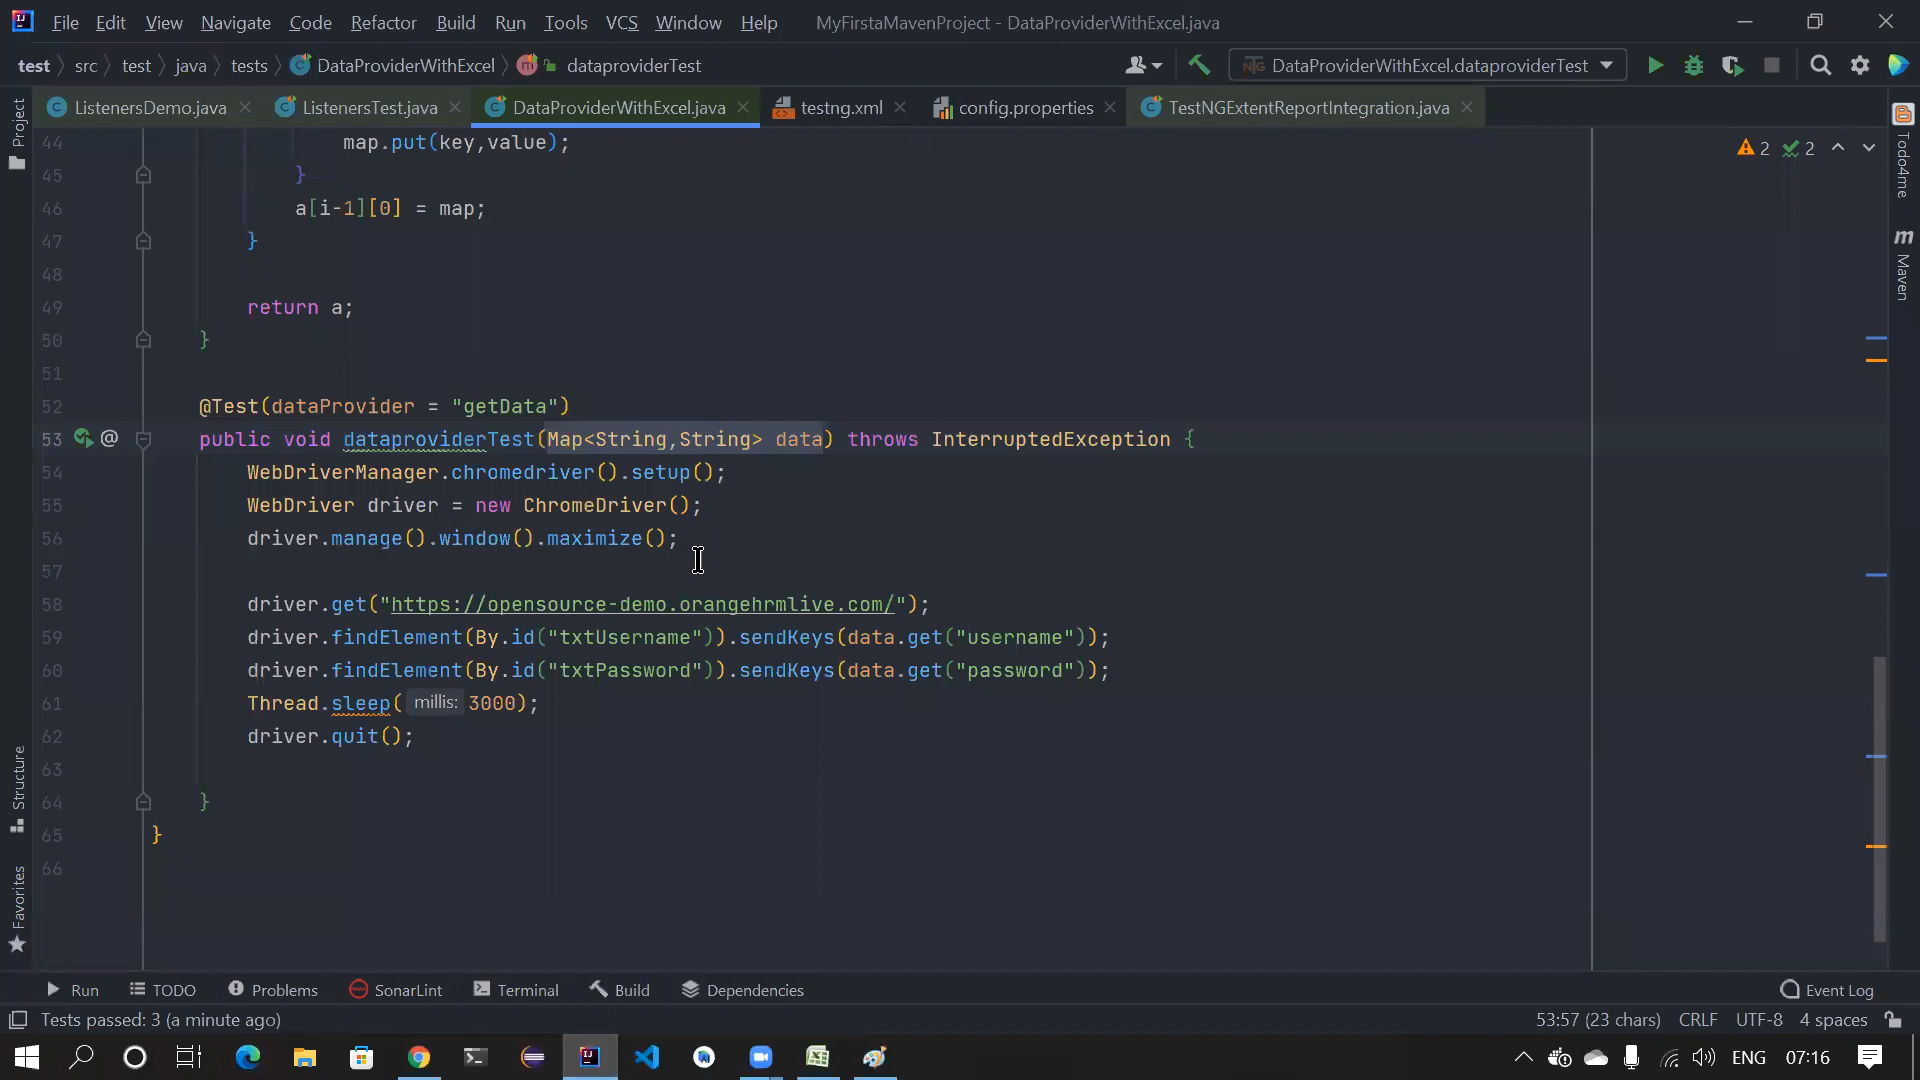 File Edit View Navigate Code Refactor Build Run Tools VCS Window Help MyFirstaMavenProject - DataProviderWithExcel.java
test src test java tests DataProviderWithExcel dataproviderTest DataProviderWithExcel.dataproviderTest
ListenersDemo.java ListenersTest.java DataProviderWithExcel.java testng.xml config.properties TestNGExtentReportIntegration.java
Project
Structure
Favorites
Todo4me
Maven
2 2
44 map.put(key,value);
45 }
46 a[i-1][0] = map;
47 }
48
49 return a;
50 }
51
52 @Test(dataProvider = "getData")
53 @ public void dataproviderTest(Map<String,String> data) throws InterruptedException {
54 WebDriverManager.chromedriver().setup();
55 WebDriver driver = new ChromeDriver();
56 driver.manage().window().maximize();
57
58 driver.get("https://opensource-demo.orangehrmlive.com/");
59 driver.findElement(By.id("txtUsername")).sendKeys(data.get("username"));
60 driver.findElement(By.id("txtPassword")).sendKeys(data.get("password"));
61 Thread.sleep( millis: 3000);
62 driver.quit();
63
64 }
65 }
66
Run TODO Problems SonarLint Terminal Build Dependencies Event Log
Tests passed: 3 (a minute ago) 53:57 (23 chars) CRLF UTF-8 4 spaces
ENG 07:16